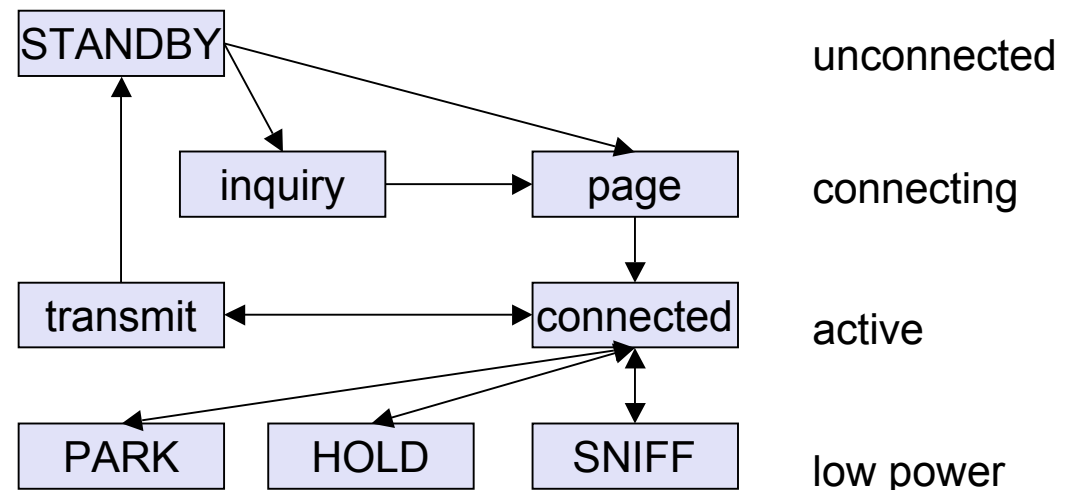 STANDBY
unconnected
inquiry
page
connecting
transmit
connected
active
PARK
HOLD
SNIFF
low power